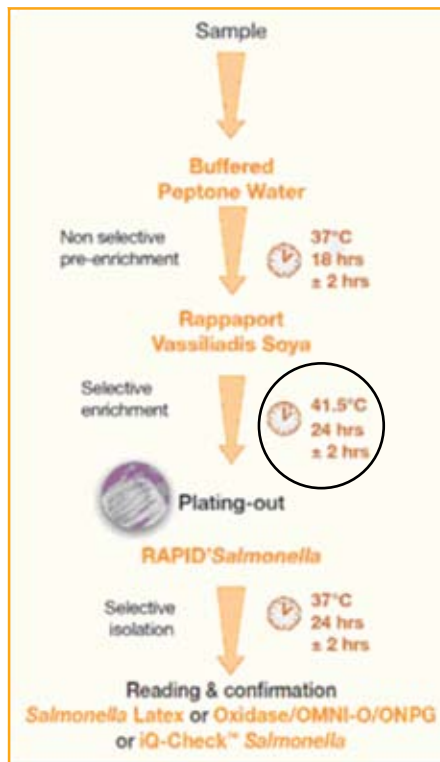 Sample
Buffered
Peptone Water
Non selective
pre-enrichment
37°C
18 hrs
± 2 hrs
Rappaport
Vassiliadis Soya
Selective
enrichment
41.5°C
24 hrs
± 2 hrs
Plating-out
RAPID'Salmonella
Selective
isolation
37°C
24 hrs
± 2 hrs
Reading & confirmation
Salmonella Latex or Oxidase/OMNI-O/ONPG
or iQ-Check™ Salmonella